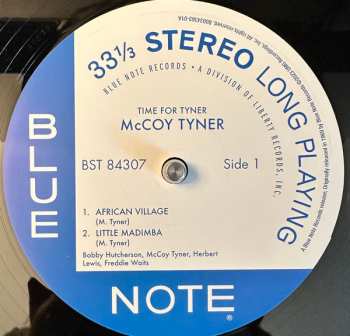 33⅓ STEREO LONG PLAYING
BLUE NOTE RECORDS • A DIVISION OF LIBERTY RECORDS, INC.
TIME FOR TYNER
McCOY TYNER
BST 84307
Side 1
1. AFRICAN VILLAGE
(M. Tyner)
2. LITTLE MADIMBA
(M. Tyner)
Bobby Hutcherson, McCoy Tyner, Herbert
Lewis, Freddie Waits
BLUE
NOTE®